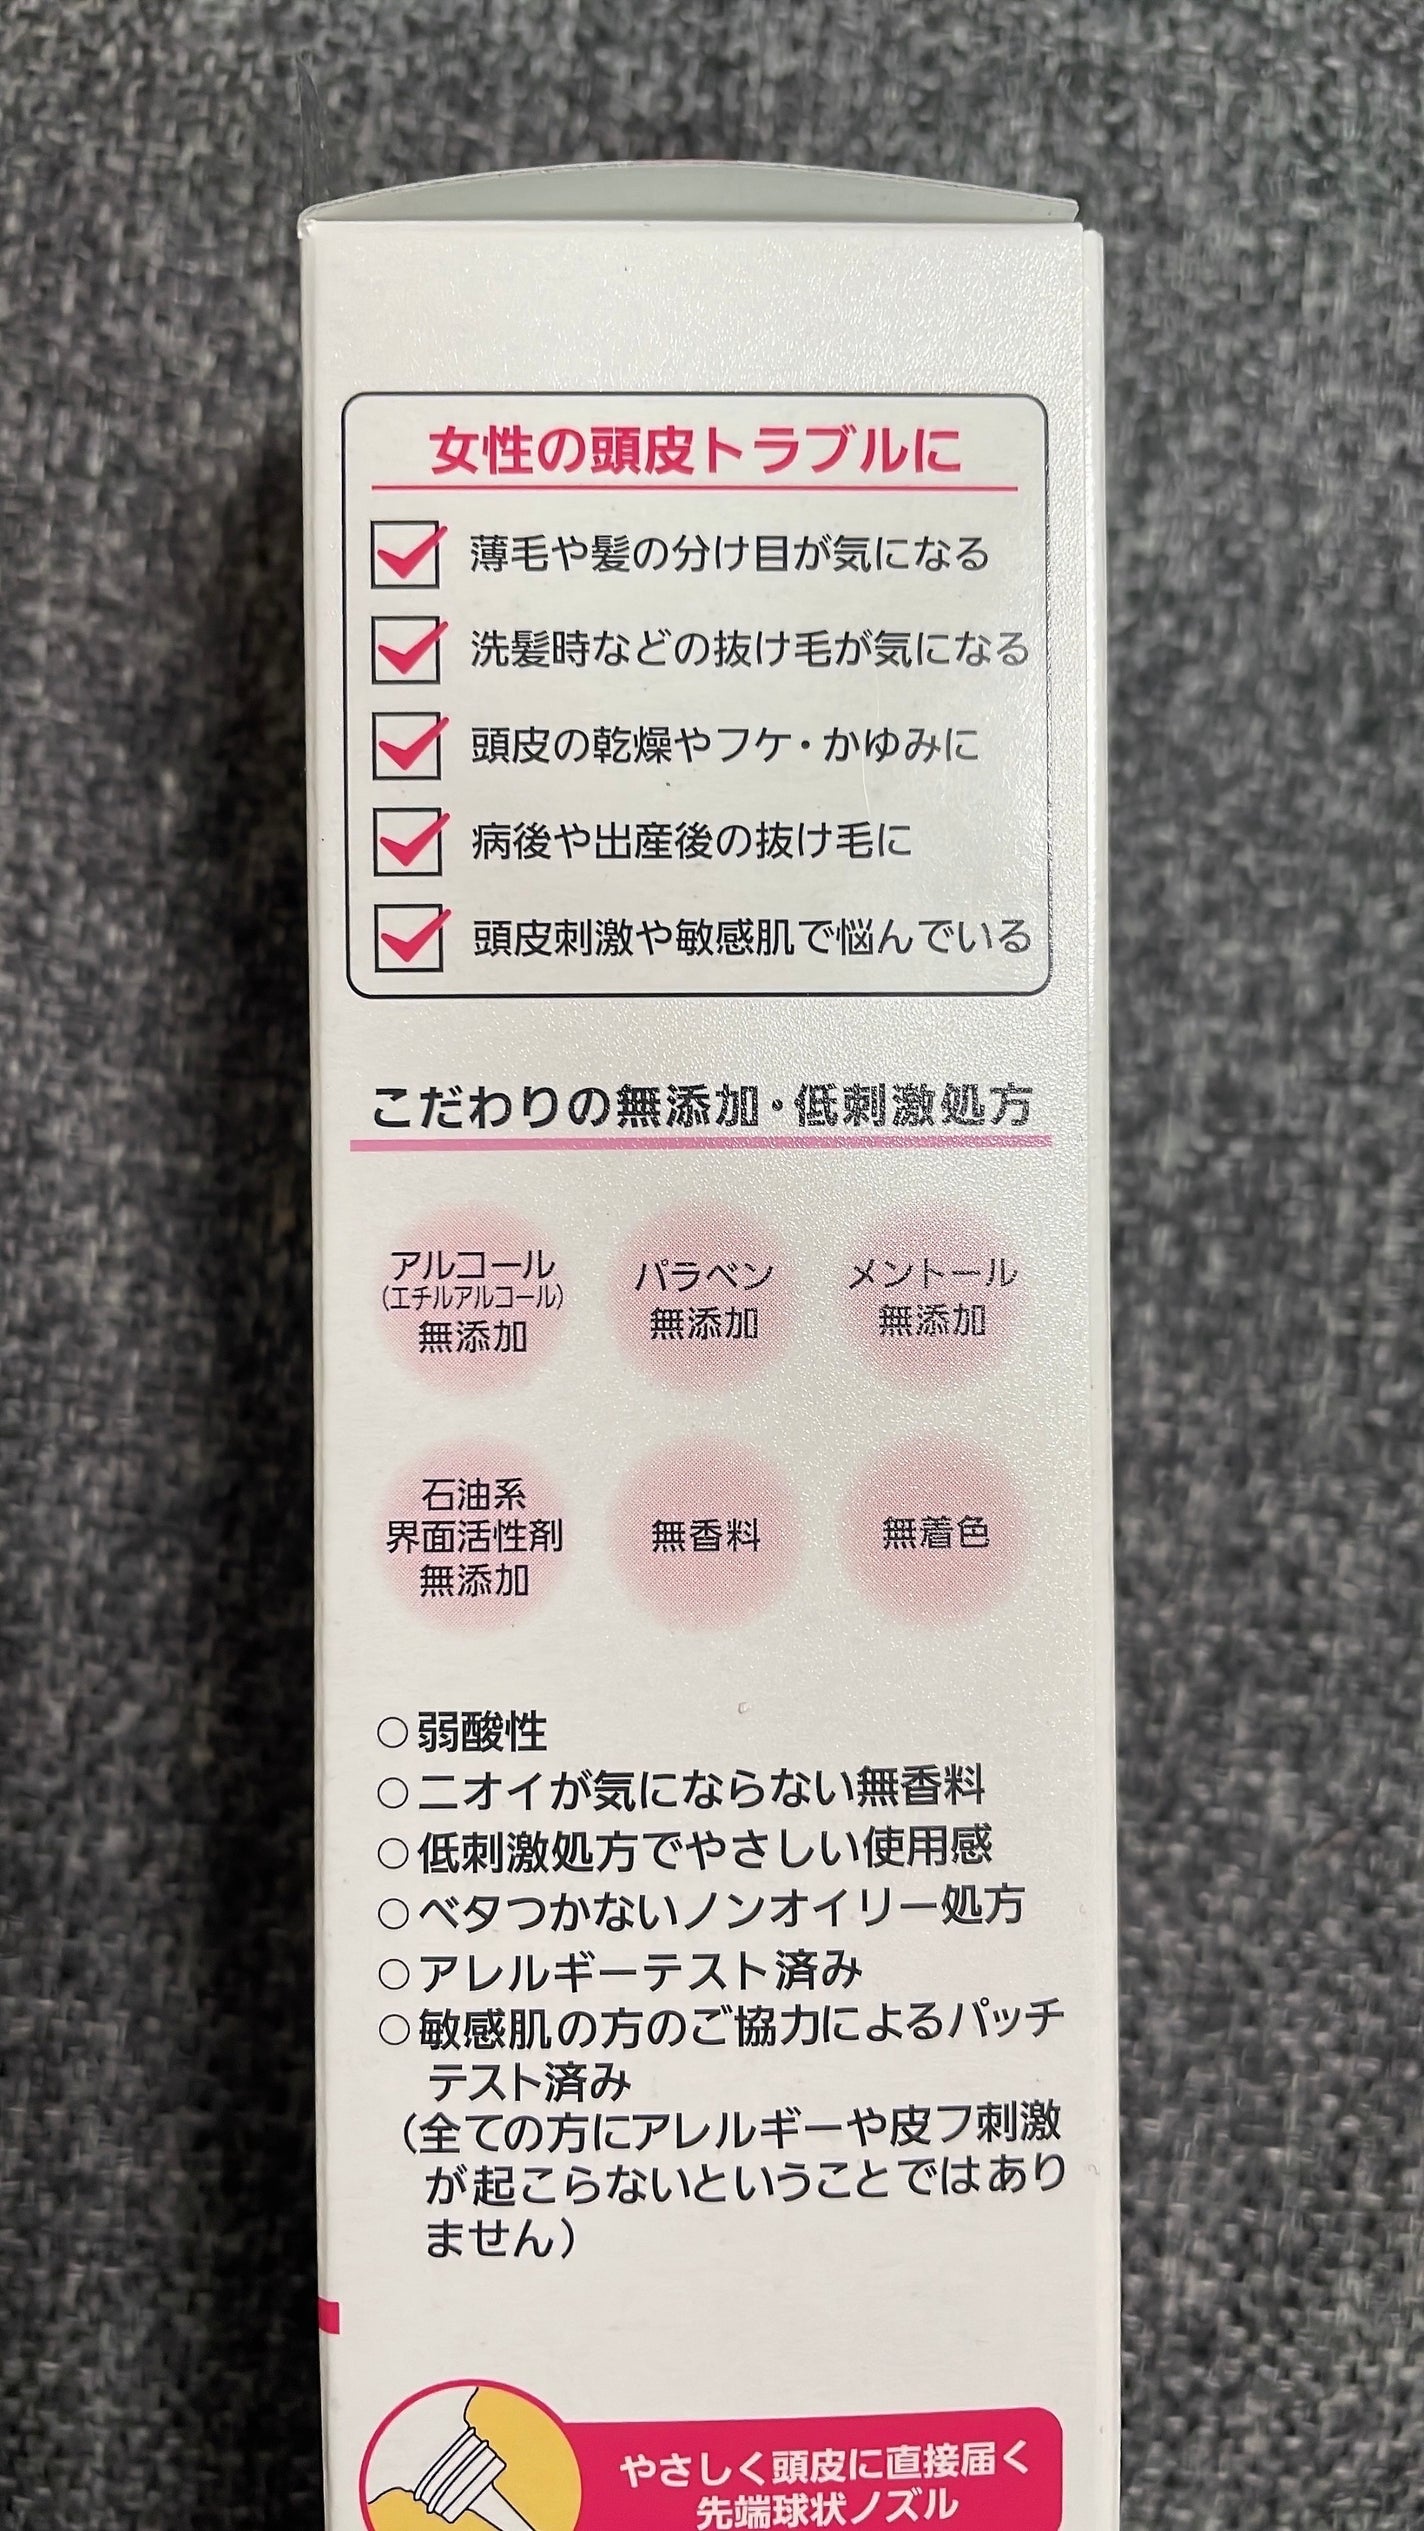 女性の頭皮トラブルに
薄毛や髪の分け目が気になる
洗髪時などの抜け毛が気になる
頭皮の乾燥やフケ・かゆみに
病後や出産後の抜け毛に
頭皮刺激や敏感肌で悩んでいる
こだわりの無添加・低刺激処方
アルコール
(エチルアルコール)
無添加
パラベン
無添加
メントール
無添加
石油系
界面活性剤
無添加
無香料
無着色
○弱酸性
○ニオイが気にならない無香料
○低刺激処方でやさしい使用感
○ベタつかないノンオイリー処方
○アレルギーテスト済み
○敏感肌の方のご協力によるパッチ
テスト済み
(全ての方にアレルギーや皮フ刺激
が起こらないということではあり
ません)
やさしく頭皮に直接届く
先端球状ノズル